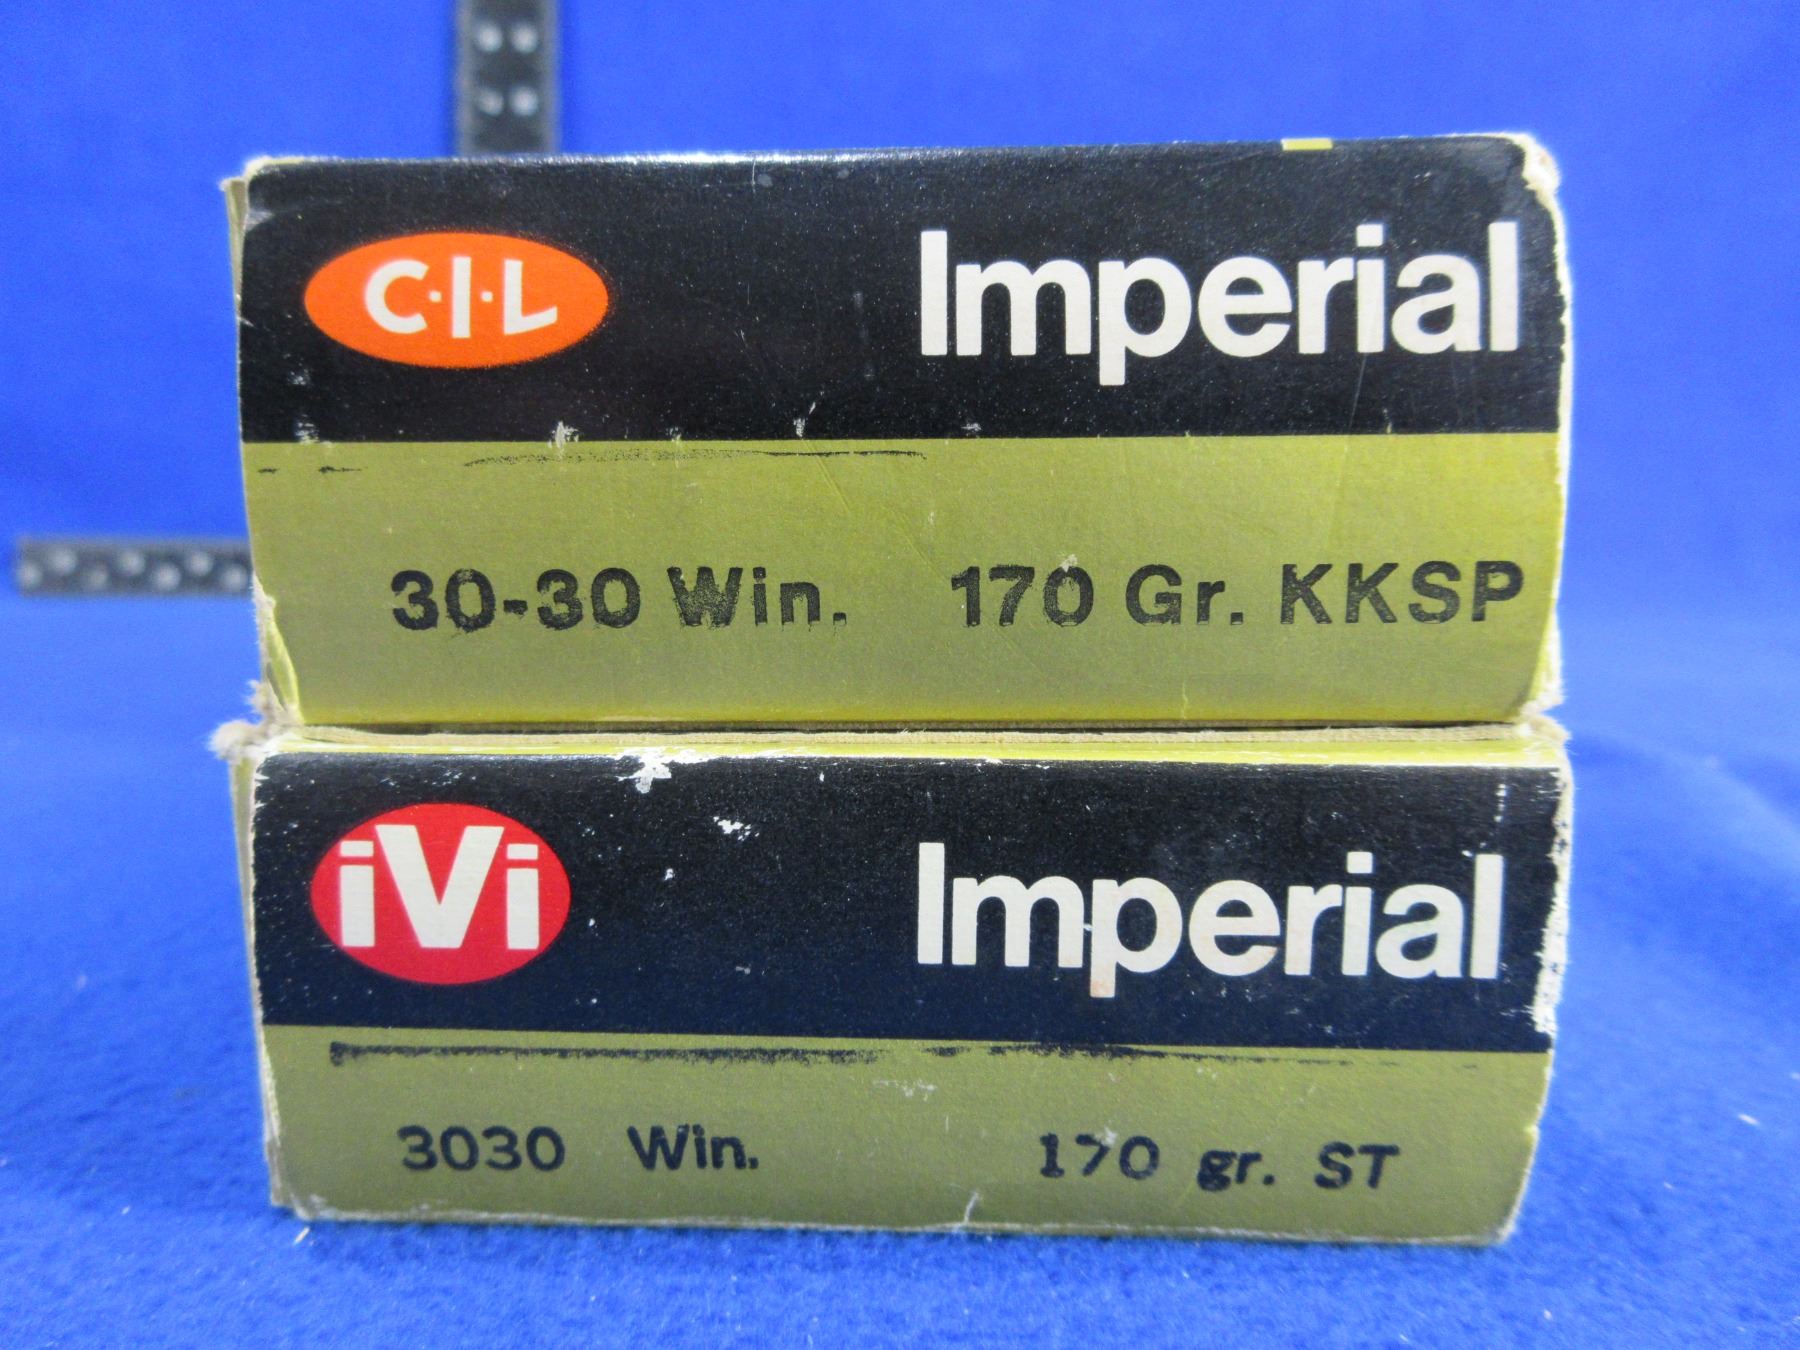 C·I·L Imperial
30-30 Win. 170 Gr. KKSP
iVi Imperial
3030 Win. 170 gr. ST